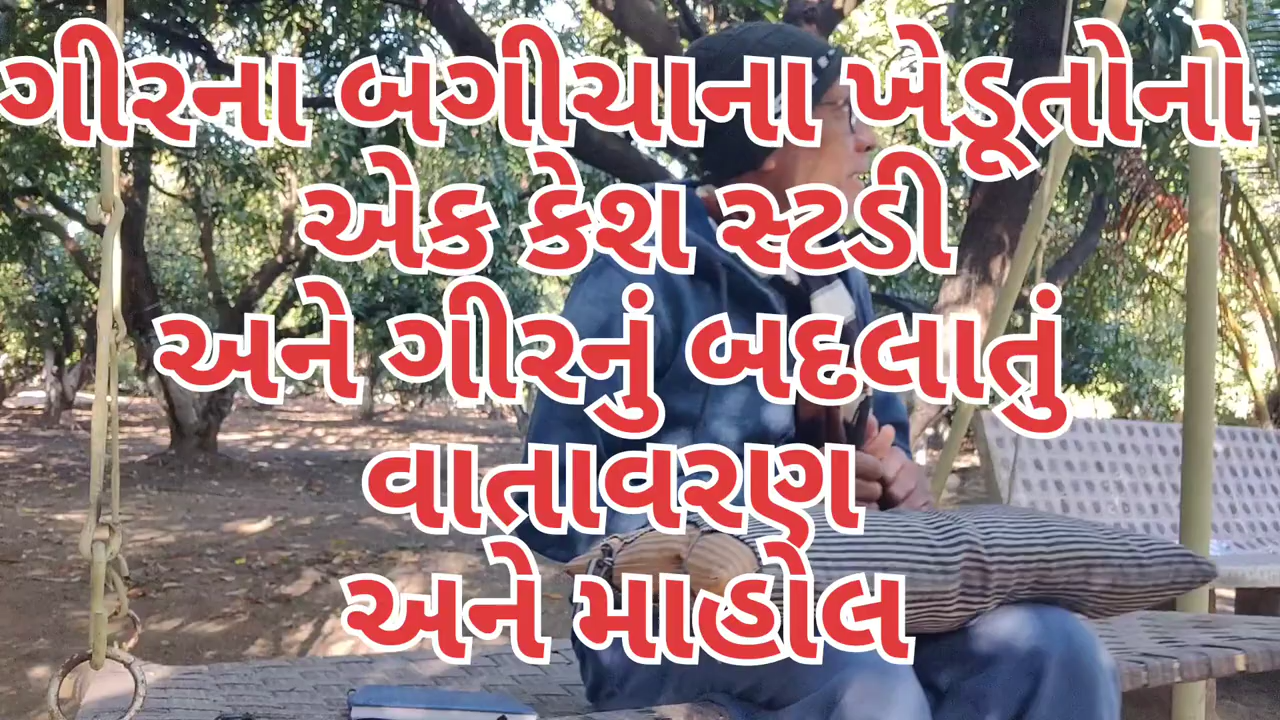 ગીરના બગીચાના ખેડૂતોનો
એક કેશ સ્ટડી
અને ગીરનું બદલાતું
વાતાવરણ
અને માહોલ